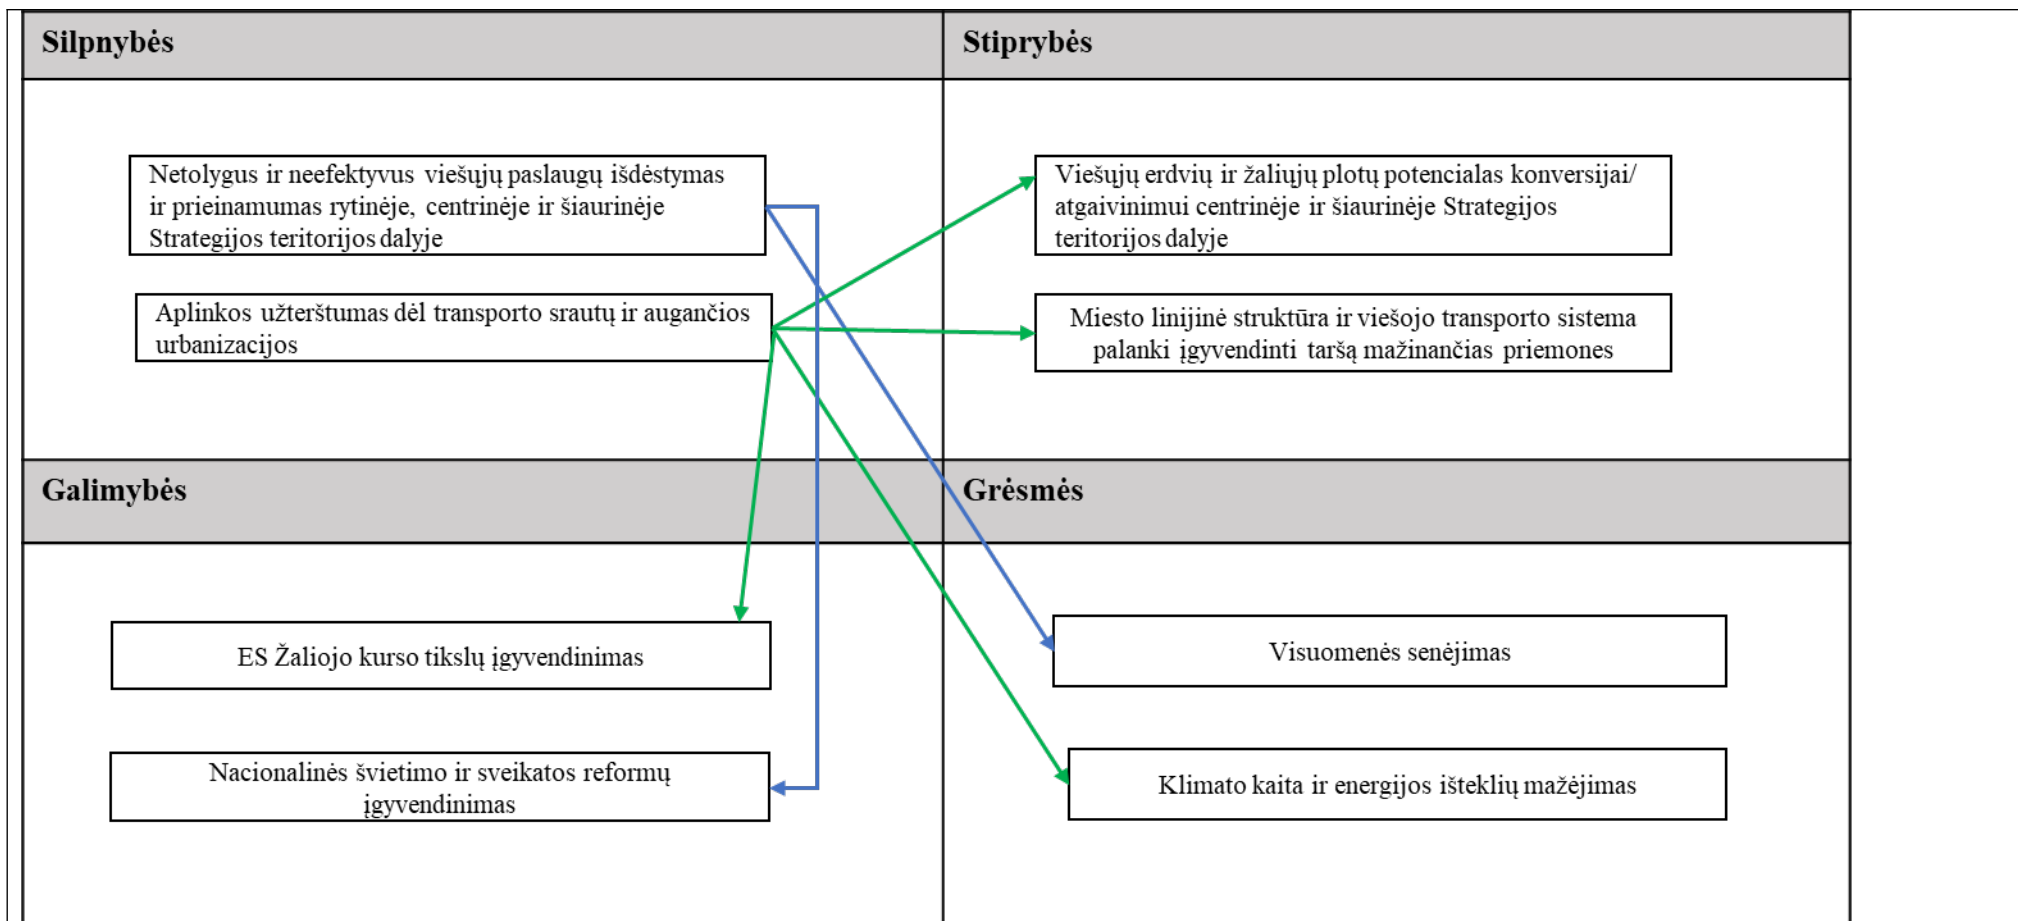 Silpnybės
Stiprybės
Netolygus ir neefektyvus viešųjų paslaugų išdėstymas
ir prieinamumas rytinėje, centrinėje ir šiaurinėje
Strategijos teritorijos dalyje
Viešųjų erdvių ir žaliųjų plotų potencialas konversijai/
atgaivinimui centrinėje ir šiaurinėje Strategijos
teritorijos dalyje
Aplinkos užterštumas dėl transporto srautų ir augančios
urbanizacijos
Miesto linijinė struktūra ir viešojo transporto sistema
palanki įgyvendinti taršą mažinančias priemones
Galimybės
Grėsmės
ES Žaliojo kurso tikslų įgyvendinimas
Visuomenės senėjimas
Nacionalinės švietimo ir sveikatos reformų
įgyvendinimas
Klimato kaita ir energijos išteklių mažėjimas